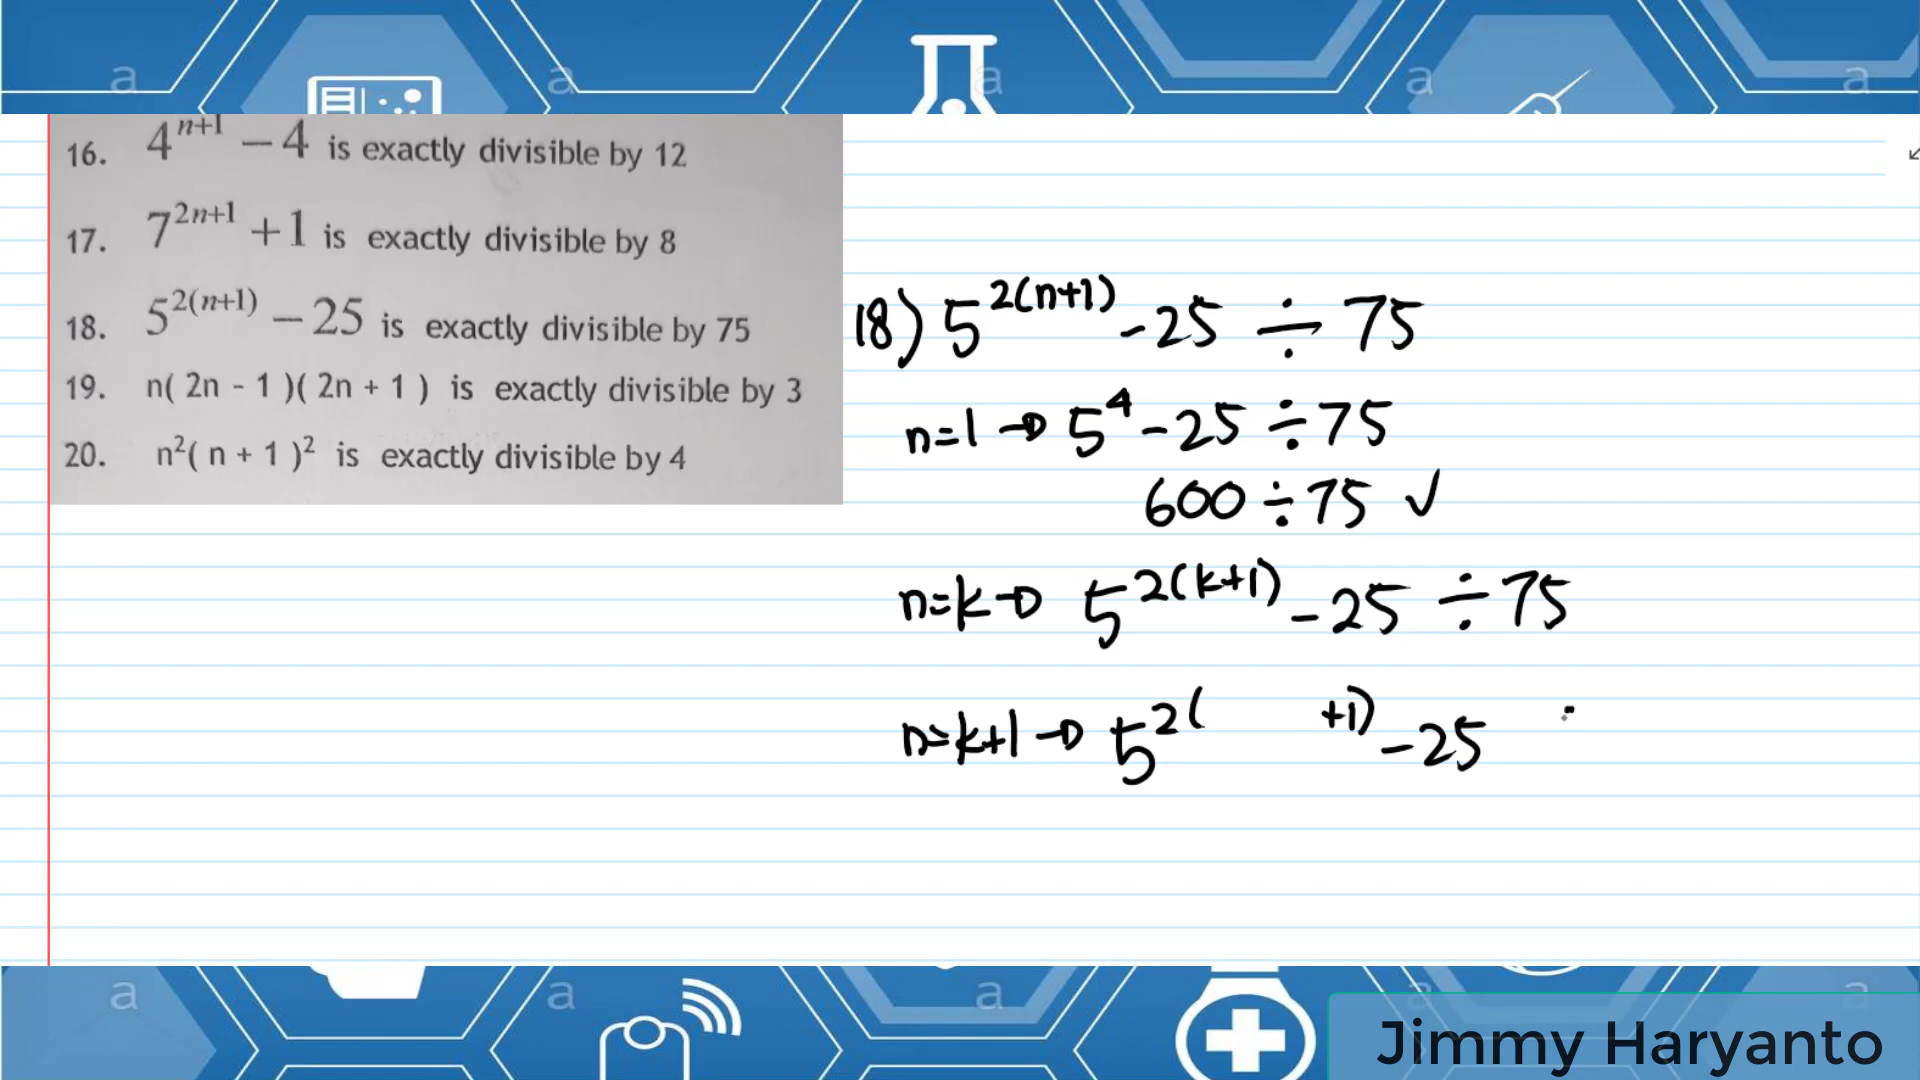 16. 4^{n+1} – 4 is exactly divisible by 12
17. 7^{2n+1} + 1 is exactly divisible by 8
18. 5^{2(n+1)} – 25 is exactly divisible by 75
19. n( 2n - 1 )( 2n + 1 ) is exactly divisible by 3
20. n²( n + 1 )² is exactly divisible by 4
18) 5^{2(n+1)} - 25 ÷ 75
n=1 → 5^4 - 25 ÷ 75
600 ÷ 75 ✓
n=k → 5^{2(k+1)} - 25 ÷ 75
n=k+1 → 5^{2( +1)} - 25
Jimmy Haryanto
a a a a a
a a a a a